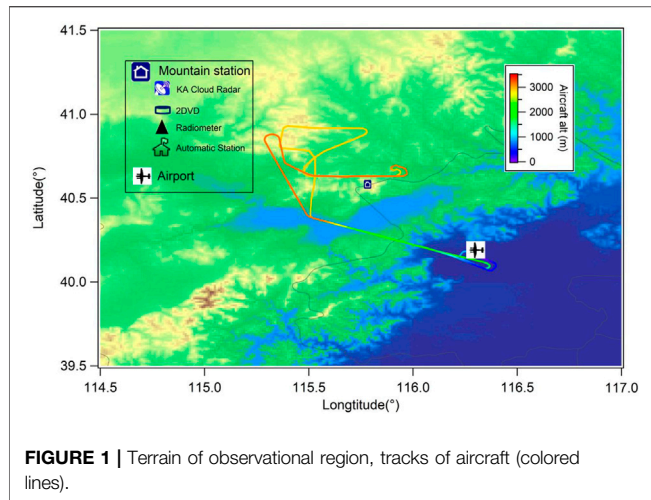 41.5
41.0
40.5
40.0
39.5
Latitude(°)
Mountain station
KA Cloud Radar
2DVD
Radiometer
Automatic Station
Airport
3000
2000
1000
0
Aircraft alt (m)
114.5 115.0 115.5 116.0 116.5 117.0
Longtitude(°)
FIGURE 1 | Terrain of observational region, tracks of aircraft (colored
lines).